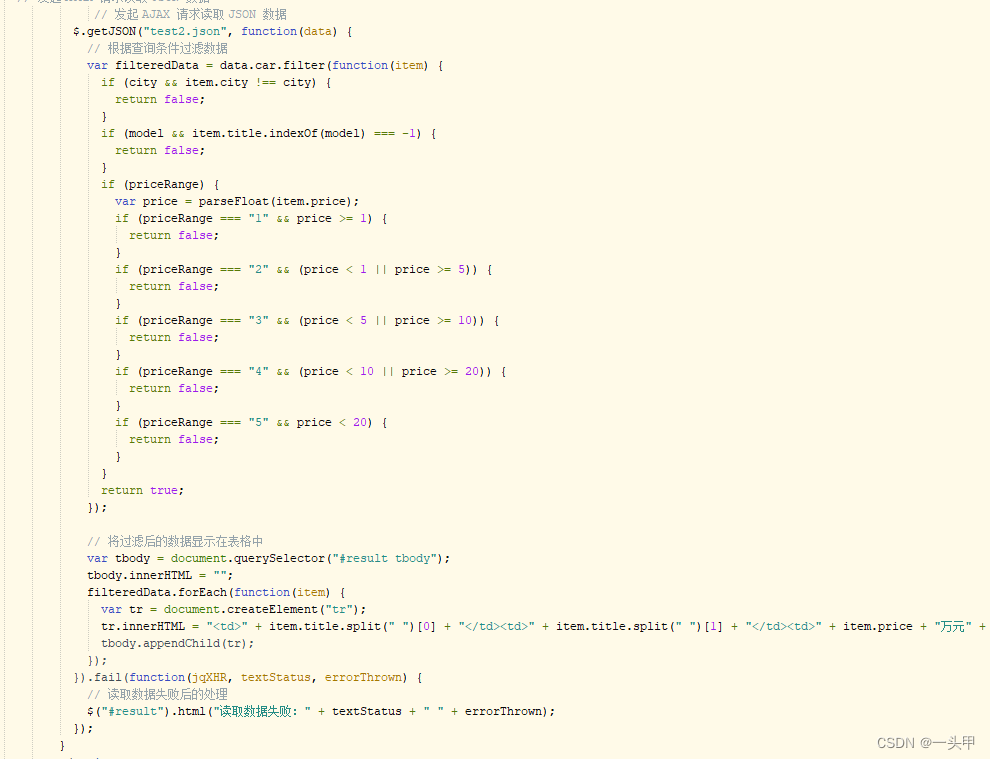 // 发起 AJAX 请求读取 JSON 数据
$.getJSON("test2.json", function(data) {
// 根据查询条件过滤数据
var filteredData = data.car.filter(function(item) {
if (city && item.city !== city) {
return false;
}
if (model && item.title.indexOf(model) === -1) {
return false;
}
if (priceRange) {
var price = parseFloat(item.price);
if (priceRange === "1" && price >= 1) {
return false;
}
if (priceRange === "2" && (price < 1 || price >= 5)) {
return false;
}
if (priceRange === "3" && (price < 5 || price >= 10)) {
return false;
}
if (priceRange === "4" && (price < 10 || price >= 20)) {
return false;
}
if (priceRange === "5" && price < 20) {
return false;
}
}
return true;
});
// 将过滤后的数据显示在表格中
var tbody = document.querySelector("#result tbody");
tbody.innerHTML = "";
filteredData.forEach(function(item) {
var tr = document.createElement("tr");
tr.innerHTML = "<td>" + item.title.split(" ")[0] + "</td><td>" + item.title.split(" ")[1] + "</td><td>" + item.price + "万元" +
tbody.appendChild(tr);
});
}).fail(function(jqXHR, textStatus, errorThrown) {
// 读取数据失败后的处理
$("#result").html("读取数据失败: " + textStatus + " " + errorThrown);
});
}
CSDN @一头甲